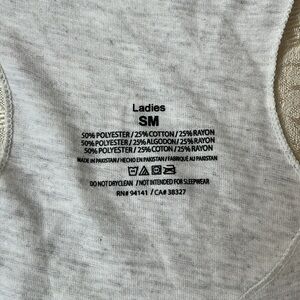 Ladies
SM
50% POLYESTER / 25% COTTON / 25% RAYON
50% POLYESTER / 25% ALGODON / 25% RAYON
50% POLYESTER / 25% COTON / 25% RAYON
MADE IN PAKISTAN / HECHO EN PAKISTAN / FABRIQUÉ AU PAKISTAN
DO NOT DRYCLEAN / NOT INTENDED FOR SLEEPWEAR
RN# 94141 / CA# 38327